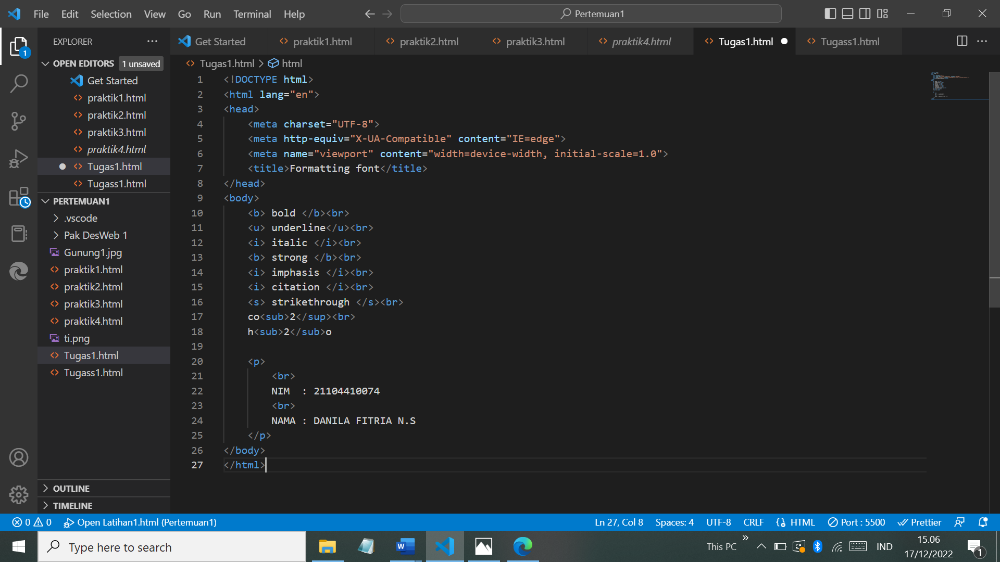 File Edit Selection View Go Run Terminal Help
Pertemuan1
EXPLORER
Get Started
praktik1.html
praktik2.html
praktik3.html
praktik4.html
Tugas1.html
Tugass1.html
OPEN EDITORS 1 unsaved
Get Started
praktik1.html
praktik2.html
praktik3.html
praktik4.html
Tugas1.html
Tugass1.html
PERTEMUAN1
.vscode
Pak DesWeb 1
Gunung1.jpg
praktik1.html
praktik2.html
praktik3.html
praktik4.html
ti.png
Tugas1.html
Tugass1.html
OUTLINE
TIMELINE
1
Tugas1.html > html
1 <!DOCTYPE html>
2 <html lang="en">
3 <head>
4 <meta charset="UTF-8">
5 <meta http-equiv="X-UA-Compatible" content="IE=edge">
6 <meta name="viewport" content="width=device-width, initial-scale=1.0">
7 <title>Formatting font</title>
8 </head>
9 <body>
10 <b> bold </b><br>
11 <u> underline</u><br>
12 <i> italic </i><br>
13 <b> strong </b><br>
14 <i> imphasis </i><br>
15 <i> citation </i><br>
16 <s> strikethrough </s><br>
17 co<sub>2</sup><br>
18 h<sub>2</sub>o
19
20 <p>
21 <br>
22 NIM : 21104410074
23 <br>
24 NAMA : DANILA FITRIA N.S
25 </p>
26 </body>
27 </html>
0 0 Open Latihan1.html (Pertemuan1)
Ln 27, Col 8 Spaces: 4 UTF-8 CRLF HTML Port : 5500 Prettier
Type here to search
This PC
IND
15.06
17/12/2022
1